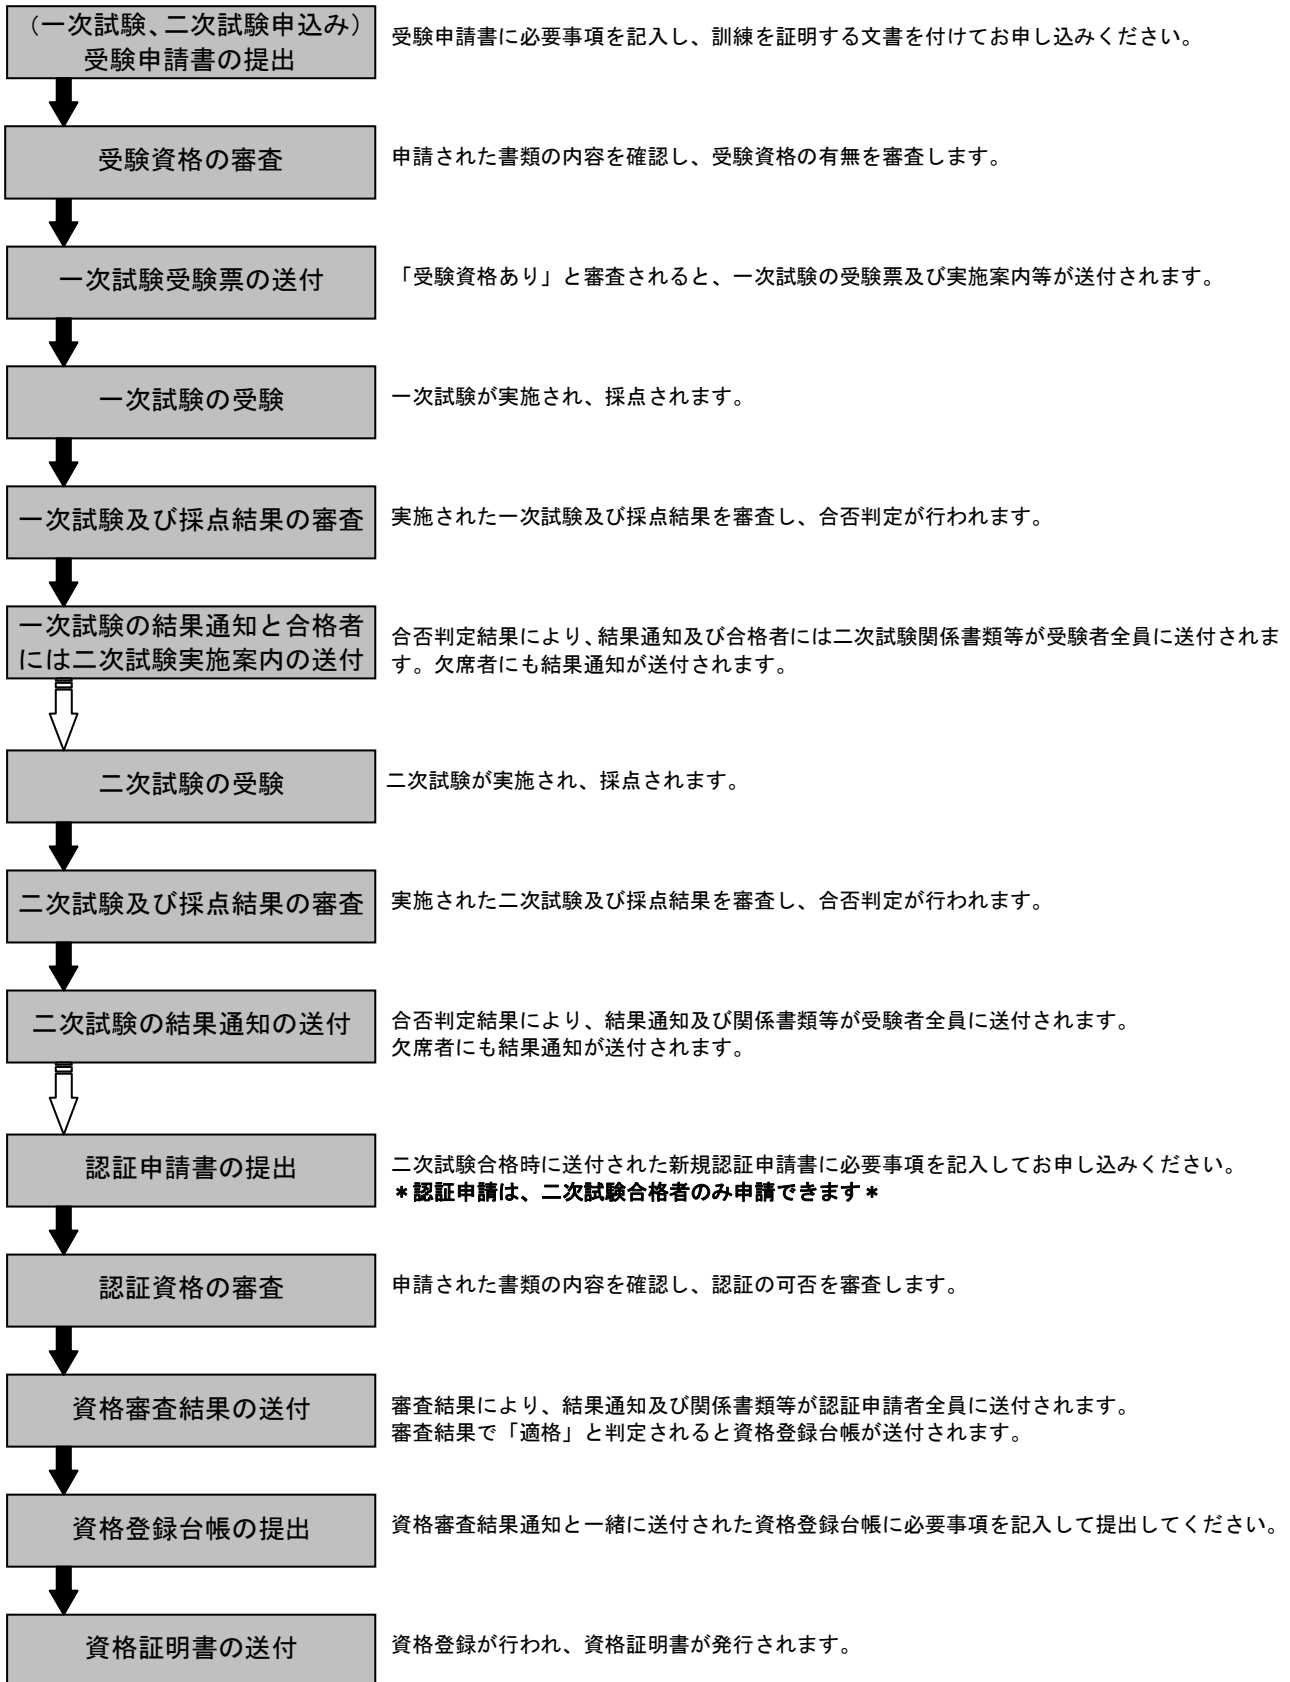 （一次試験、二次試験申込み）
受験申請書の提出
受験申請書に必要事項を記入し、訓練を証明する文書を付けてお申し込みください。
受験資格の審査
申請された書類の内容を確認し、受験資格の有無を審査します。
一次試験受験票の送付
「受験資格あり」と審査されると、一次試験の受験票及び実施案内等が送付されます。
一次試験の受験
一次試験が実施され、採点されます。
一次試験及び採点結果の審査
実施された一次試験及び採点結果を審査し、合否判定が行われます。
一次試験の結果通知と合格者
には二次試験実施案内の送付
合否判定結果により、結果通知及び合格者には二次試験関係書類等が受験者全員に送付されま
す。欠席者にも結果通知が送付されます。
二次試験の受験
二次試験が実施され、採点されます。
二次試験及び採点結果の審査
実施された二次試験及び採点結果を審査し、合否判定が行われます。
二次試験の結果通知の送付
合否判定結果により、結果通知及び関係書類等が受験者全員に送付されます。
欠席者にも結果通知が送付されます。
認証申請書の提出
二次試験合格時に送付された新規認証申請書に必要事項を記入してお申し込みください。
＊認証申請は、二次試験合格者のみ申請できます＊
認証資格の審査
申請された書類の内容を確認し、認証の可否を審査します。
資格審査結果の送付
審査結果により、結果通知及び関係書類等が認証申請者全員に送付されます。
審査結果で「適格」と判定されると資格登録台帳が送付されます。
資格登録台帳の提出
資格審査結果通知と一緒に送付された資格登録台帳に必要事項を記入して提出してください。
資格証明書の送付
資格登録が行われ、資格証明書が発行されます。